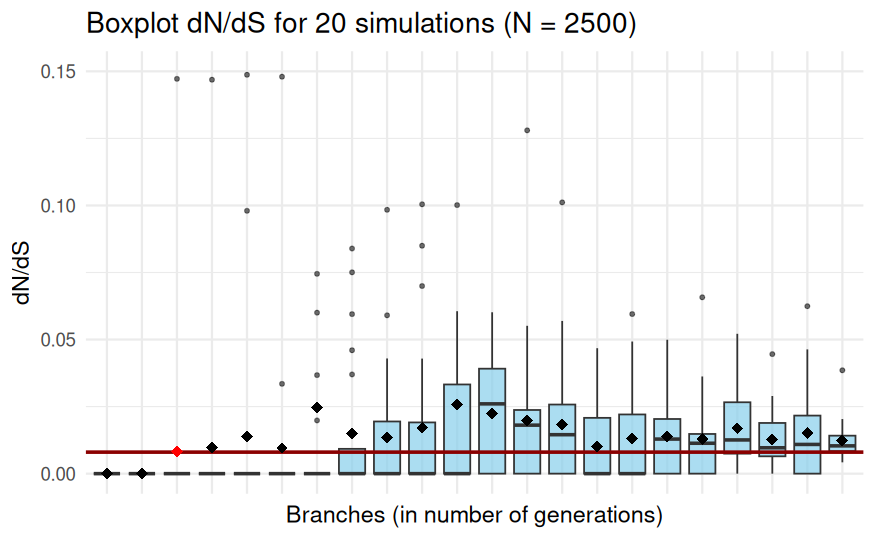 Boxplot dN/dS for 20 simulations (N = 2500)
0.15
0.10
0.05
0.00
dN/dS
Branches (in number of generations)